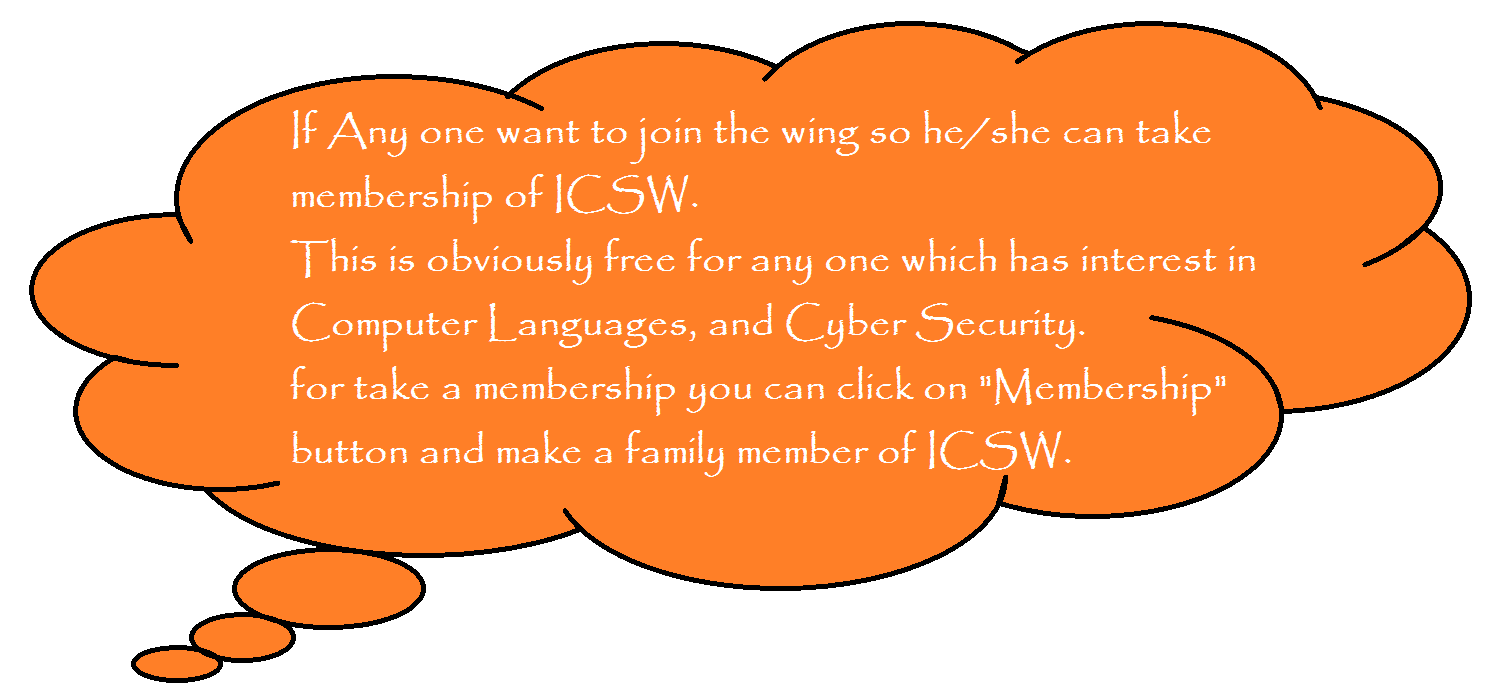 If Any one want to join the wing so he/she can take
membership of ICSW.
This is obviously free for any one which has interest in
Computer Languages, and Cyber Security.
for take a membership you can click on "Membership"
button and make a family member of ICSW.